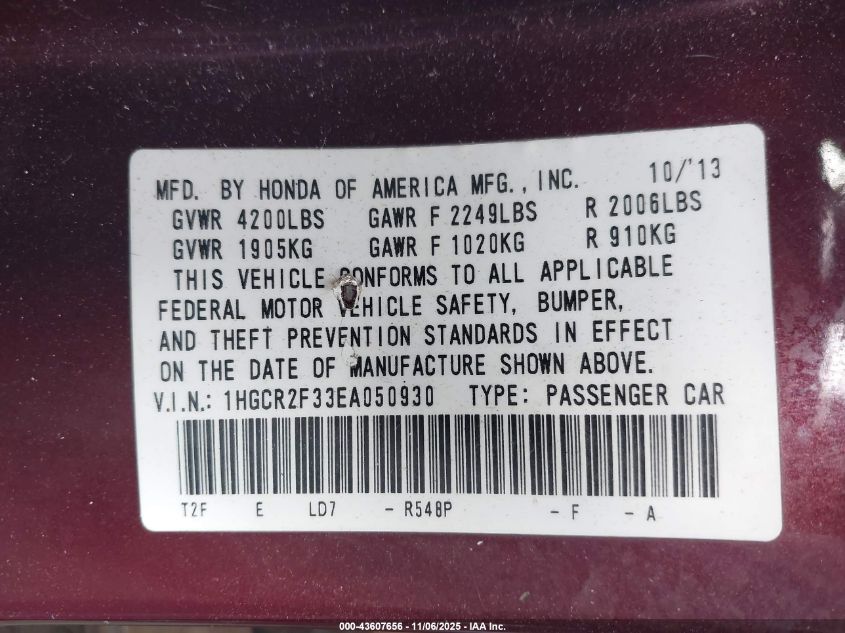 MFD. BY HONDA OF AMERICA MFG., INC. 10/'13
GVWR 4200LBS GAWR F 2249LBS R 2006LBS
GVWR 1905KG GAWR F 1020KG R 910KG
THIS VEHICLE CONFORMS TO ALL APPLICABLE
FEDERAL MOTOR VEHICLE SAFETY, BUMPER,
AND THEFT PREVENTION STANDARDS IN EFFECT
ON THE DATE OF MANUFACTURE SHOWN ABOVE.
V.I.N.: 1HGCR2F33EA050930 TYPE: PASSENGER CAR
T2F E LD7 - R548P - F - A
000-43607656 - 11/06/2025 - IAA Inc.